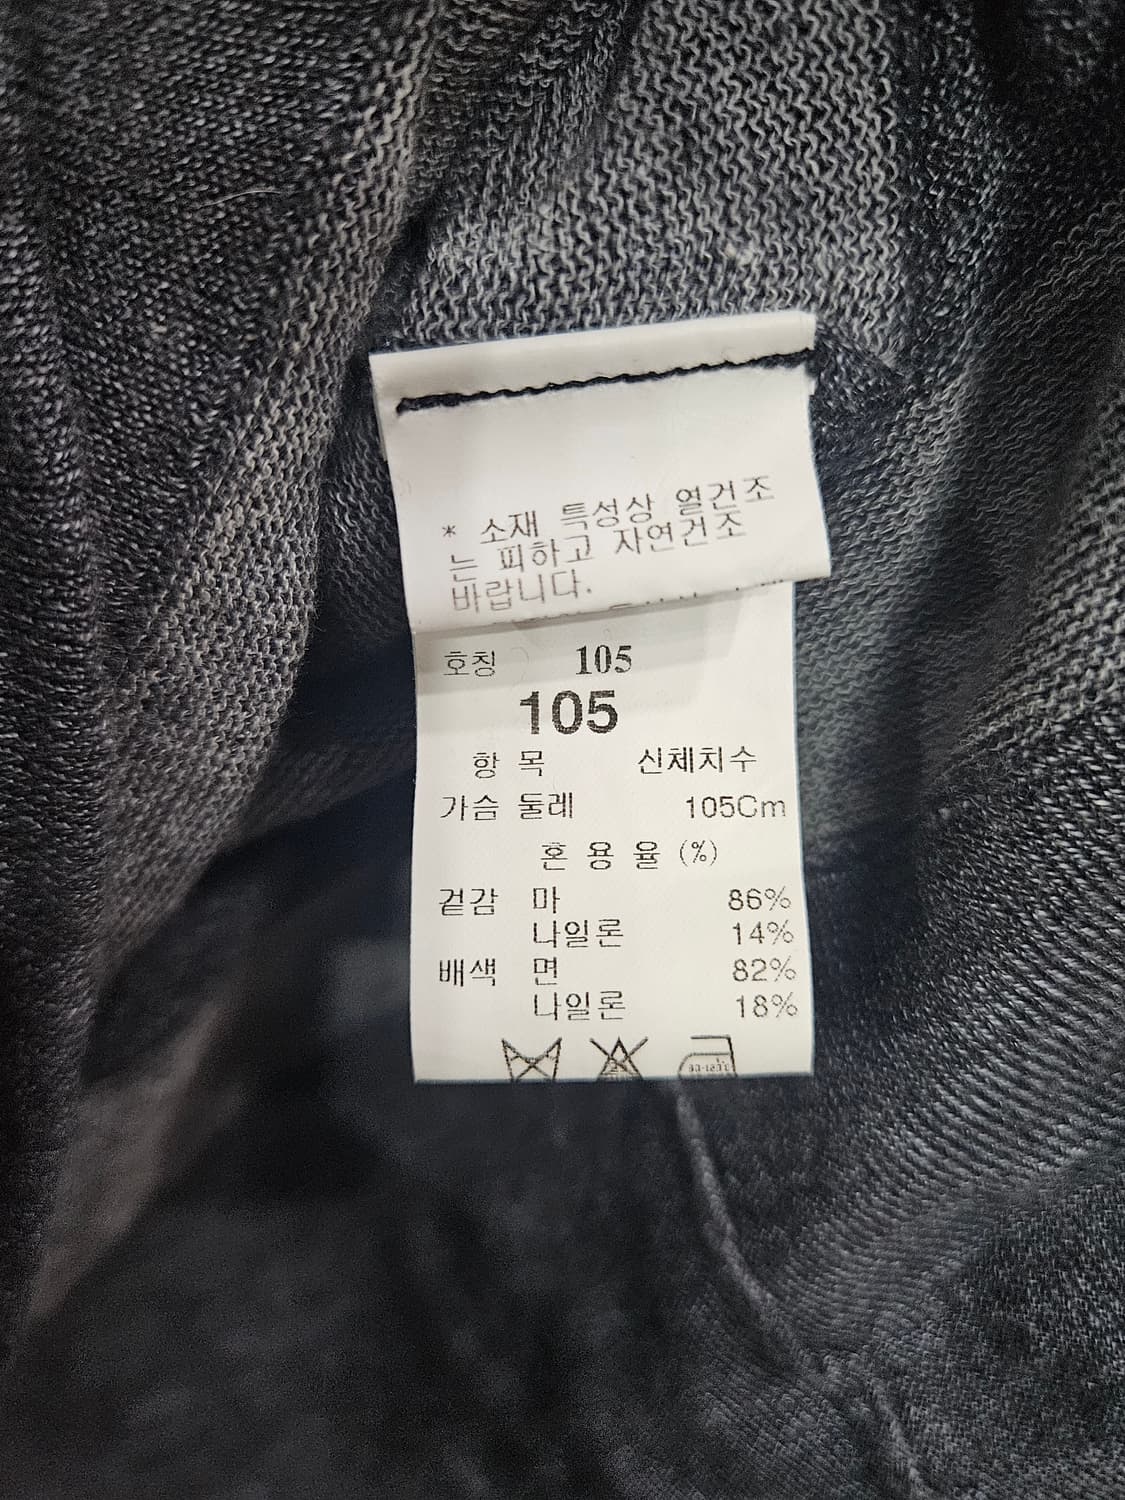 * 소재 특성상 열건조
는 피하고 자연건조
바랍니다.
호칭 105
105
항 목 신체치수
가슴 둘레 105Cm
혼 용 율 (%)
겉감 마 86%
나일론 14%
배색 면 82%
나일론 18%